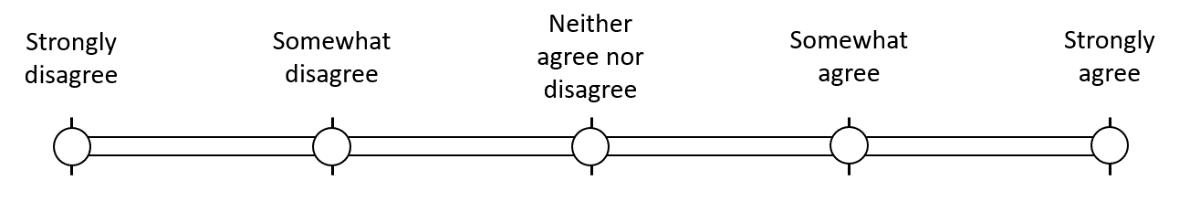 Strongly
disagree
Somewhat
disagree
Neither
agree nor
disagree
Somewhat
agree
Strongly
agree